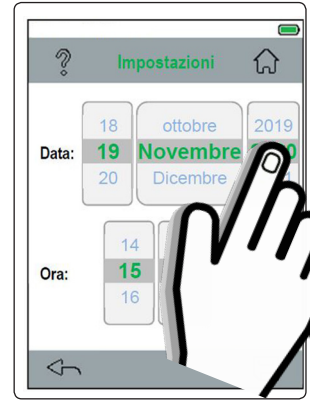 ?
Impostazioni
18 ottobre 2019
Data: 19 Novembre
20 Dicembre
14
Ora: 15
16